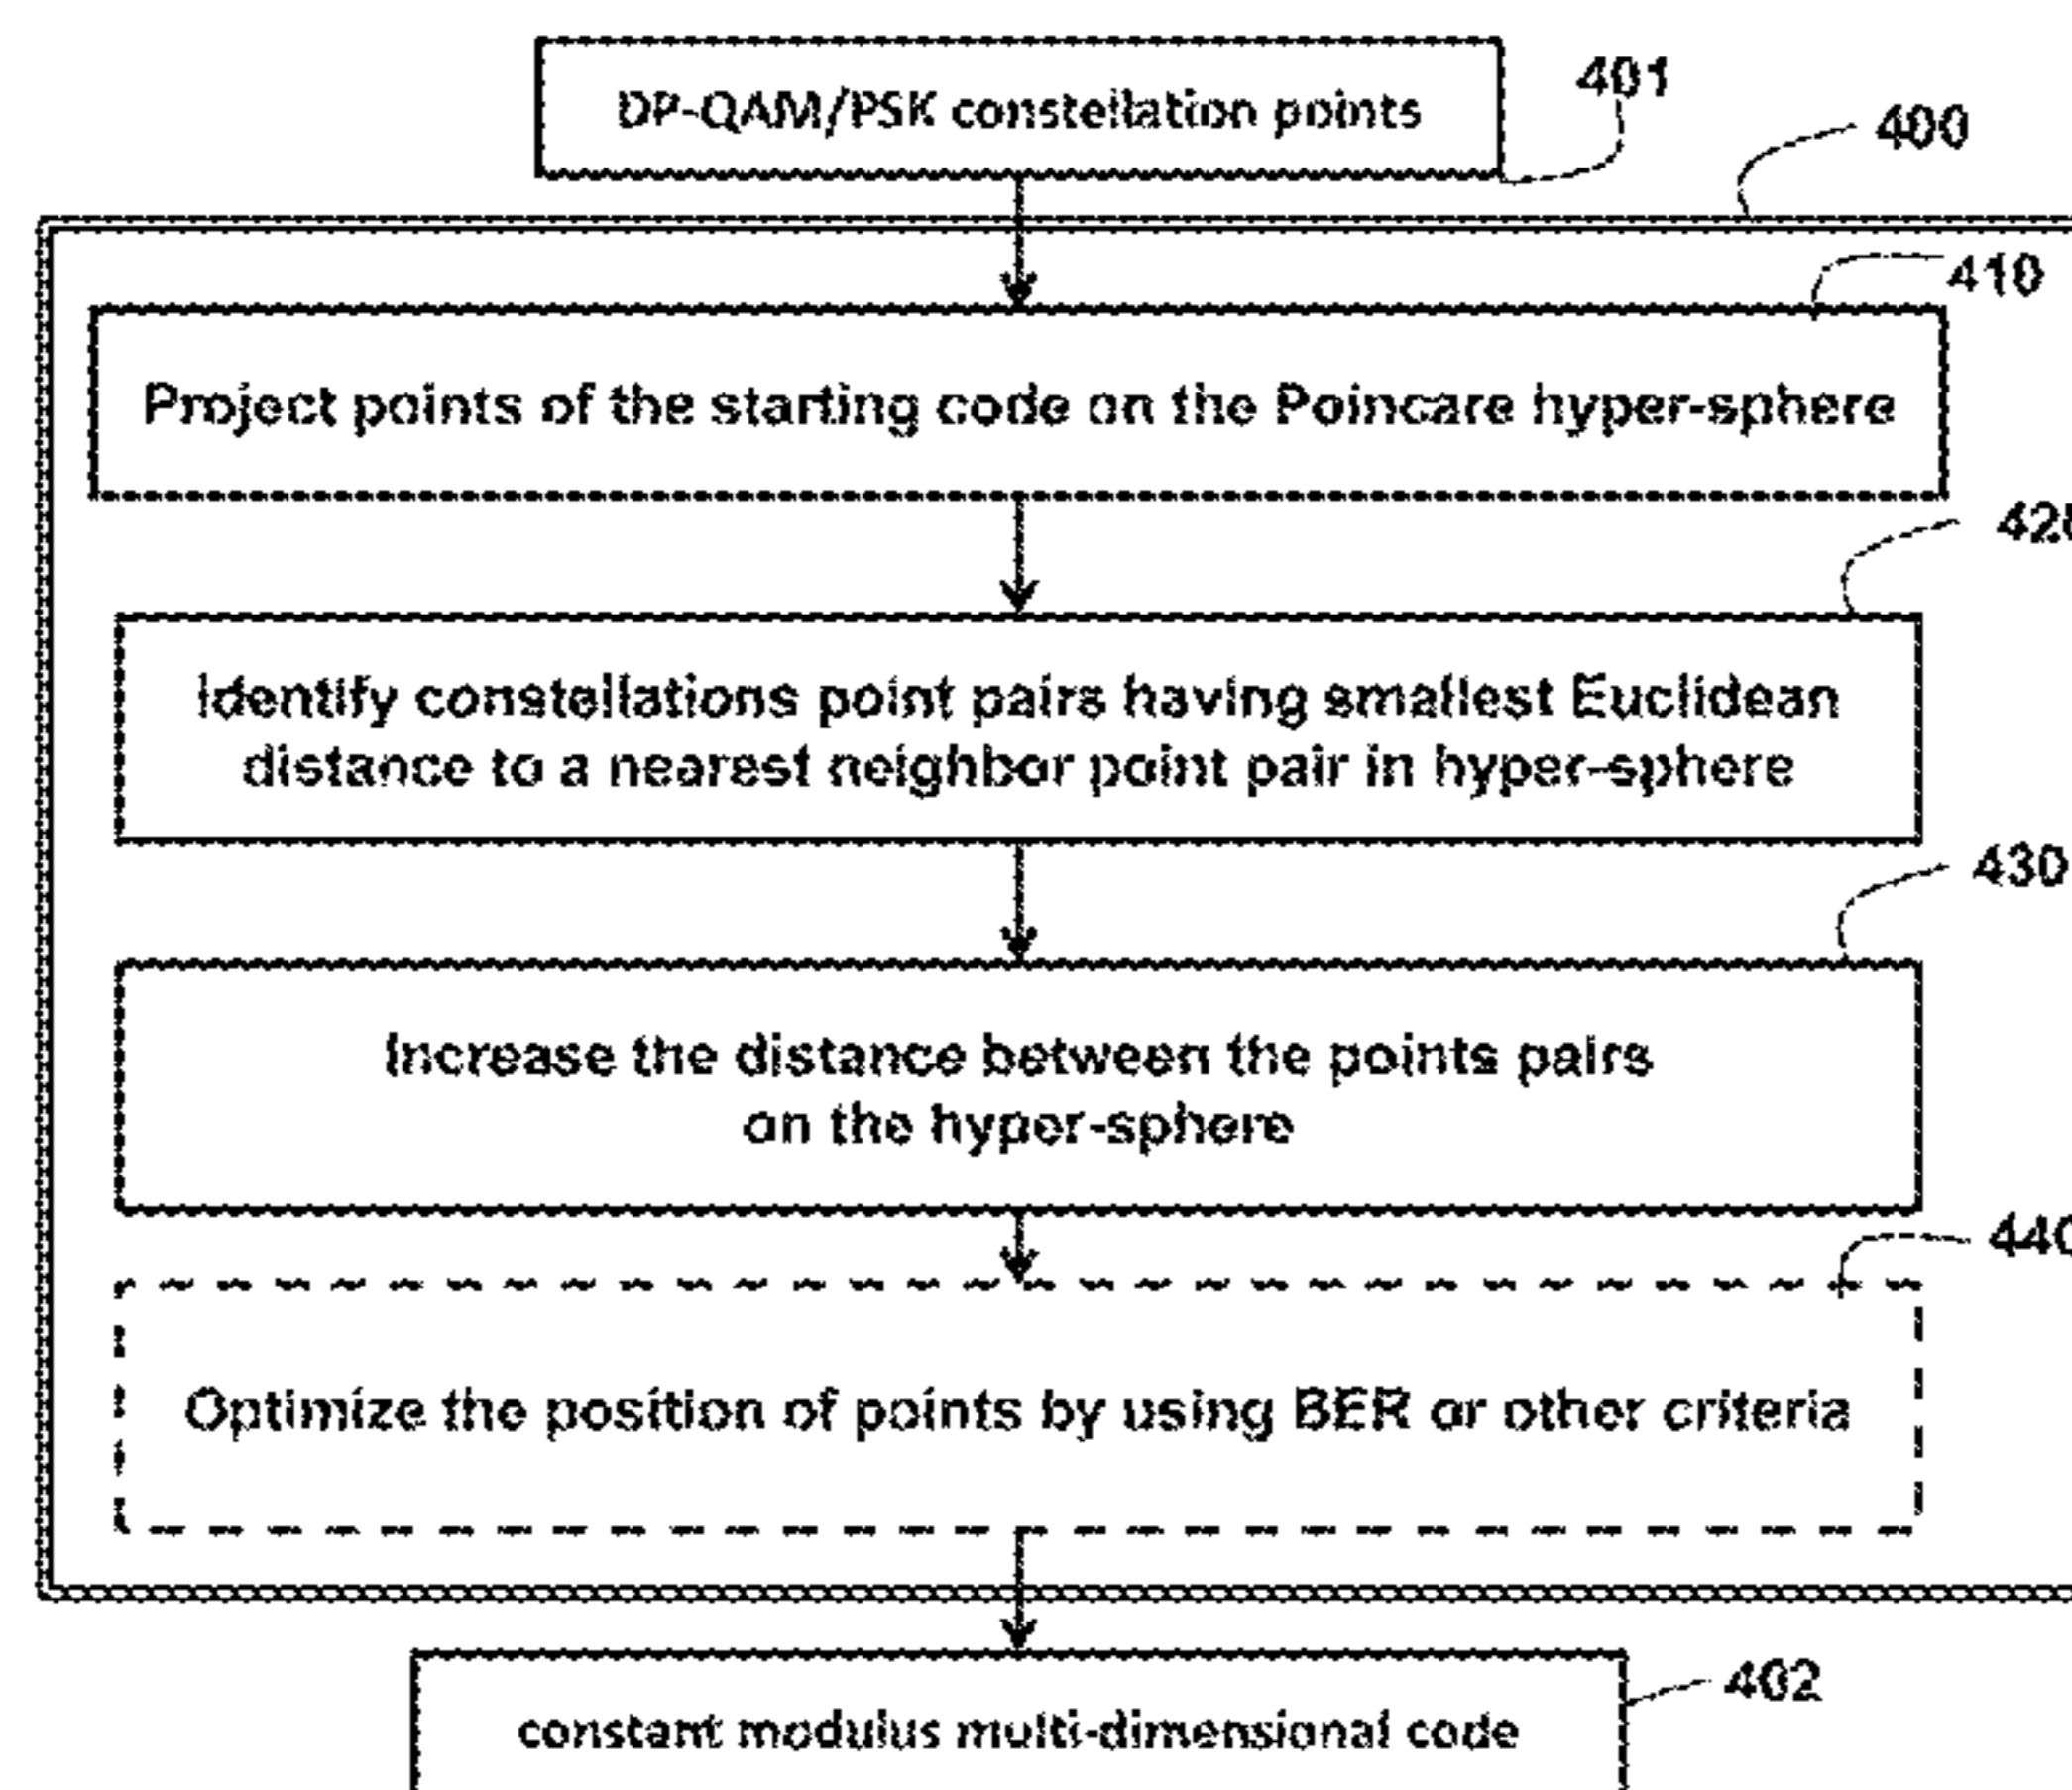 DP-QAM/PSK constellation points
401
400
410
Project points of the starting code on the Poincare hyper-sphere
420
Identify constellations point pairs having smallest Euclidean
distance to a nearest neighbor point pair in hyper-sphere
430
Increase the distance between the points pairs
on the hyper-sphere
440
Optimize the position of points by using BER or other criteria
402
constant modulus multi-dimensional code